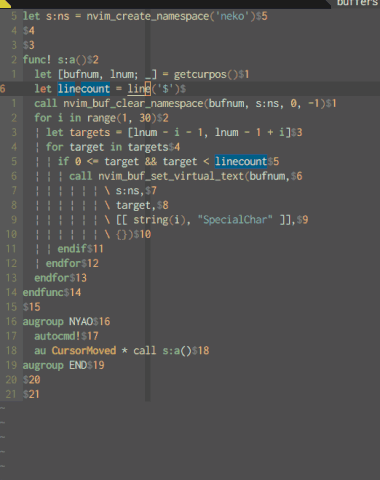 buffers
5 let s:ns = nvim_create_namespace('neko')$5
4 $4
3 $3
2 func! s:a()$2
1   let [bufnum, lnum; _] = getcurpos()$1
6   let linecount = line('$')$
1   call nvim_buf_clear_namespace(bufnum, s:ns, 0, -1)$1
2   for i in range(1, 30)$2
3   ¦ let targets = [lnum - i - 1, lnum - 1 + i]$3
4   ¦ for target in targets$4
5   ¦ ¦ if 0 <= target && target < linecount$5
6   ¦ ¦ ¦ call nvim_buf_set_virtual_text(bufnum,$6
7   ¦ ¦ ¦ ¦ ¦ ¦ \ s:ns,$7
8   ¦ ¦ ¦ ¦ ¦ ¦ \ target,$8
9   ¦ ¦ ¦ ¦ ¦ ¦ \ [[ string(i), "SpecialChar" ]],$9
10   ¦ ¦ ¦ ¦ ¦ ¦ \ {})$10
11   ¦ ¦ endif$11
12   ¦ endfor$12
13   endfor$13
14 endfunc$14
15 $15
16 augroup NYAO$16
17   autocmd!$17
18   au CursorMoved * call s:a()$18
19 augroup END$19
20 $20
21 $21
~
~
~
~
~